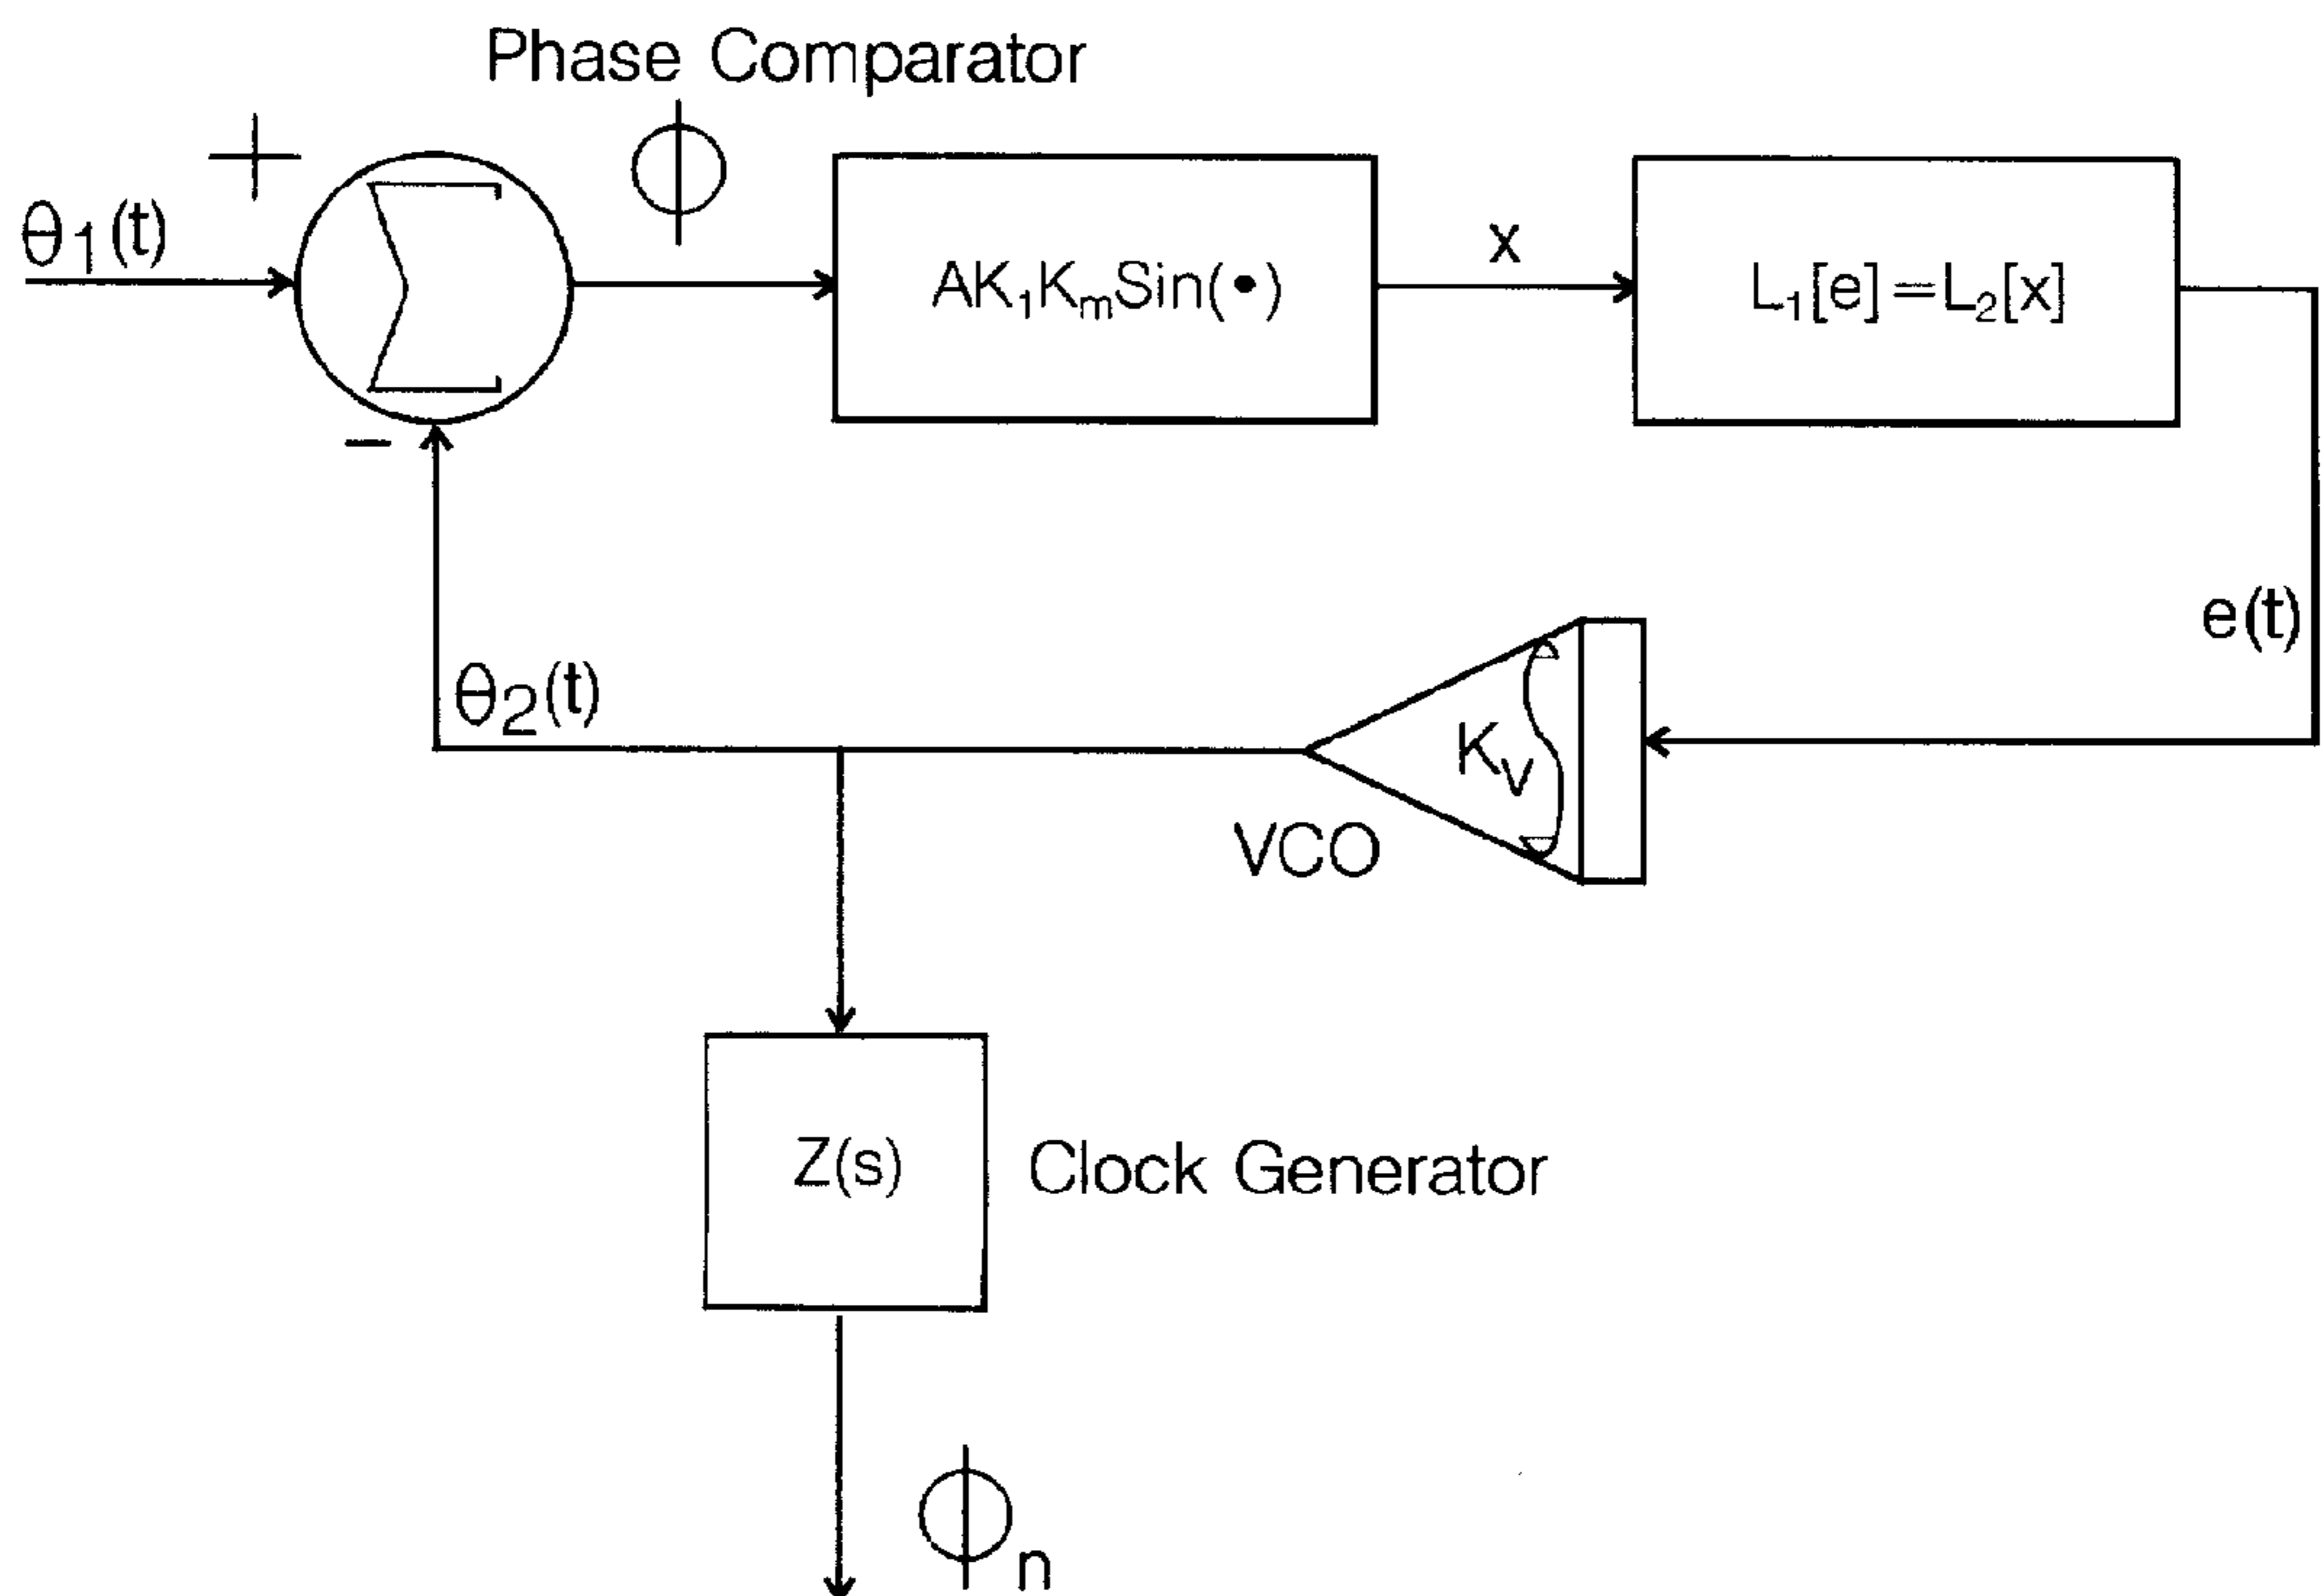 Phase Comparator
+
ϕ
θ1(t)
AK₁KₘSin(•)
x
L₁[e]=L₂[x]
Σ
−
e(t)
θ2(t)
∫
Kᵥ
VCO
Z(s)
Clock Generator
ϕn